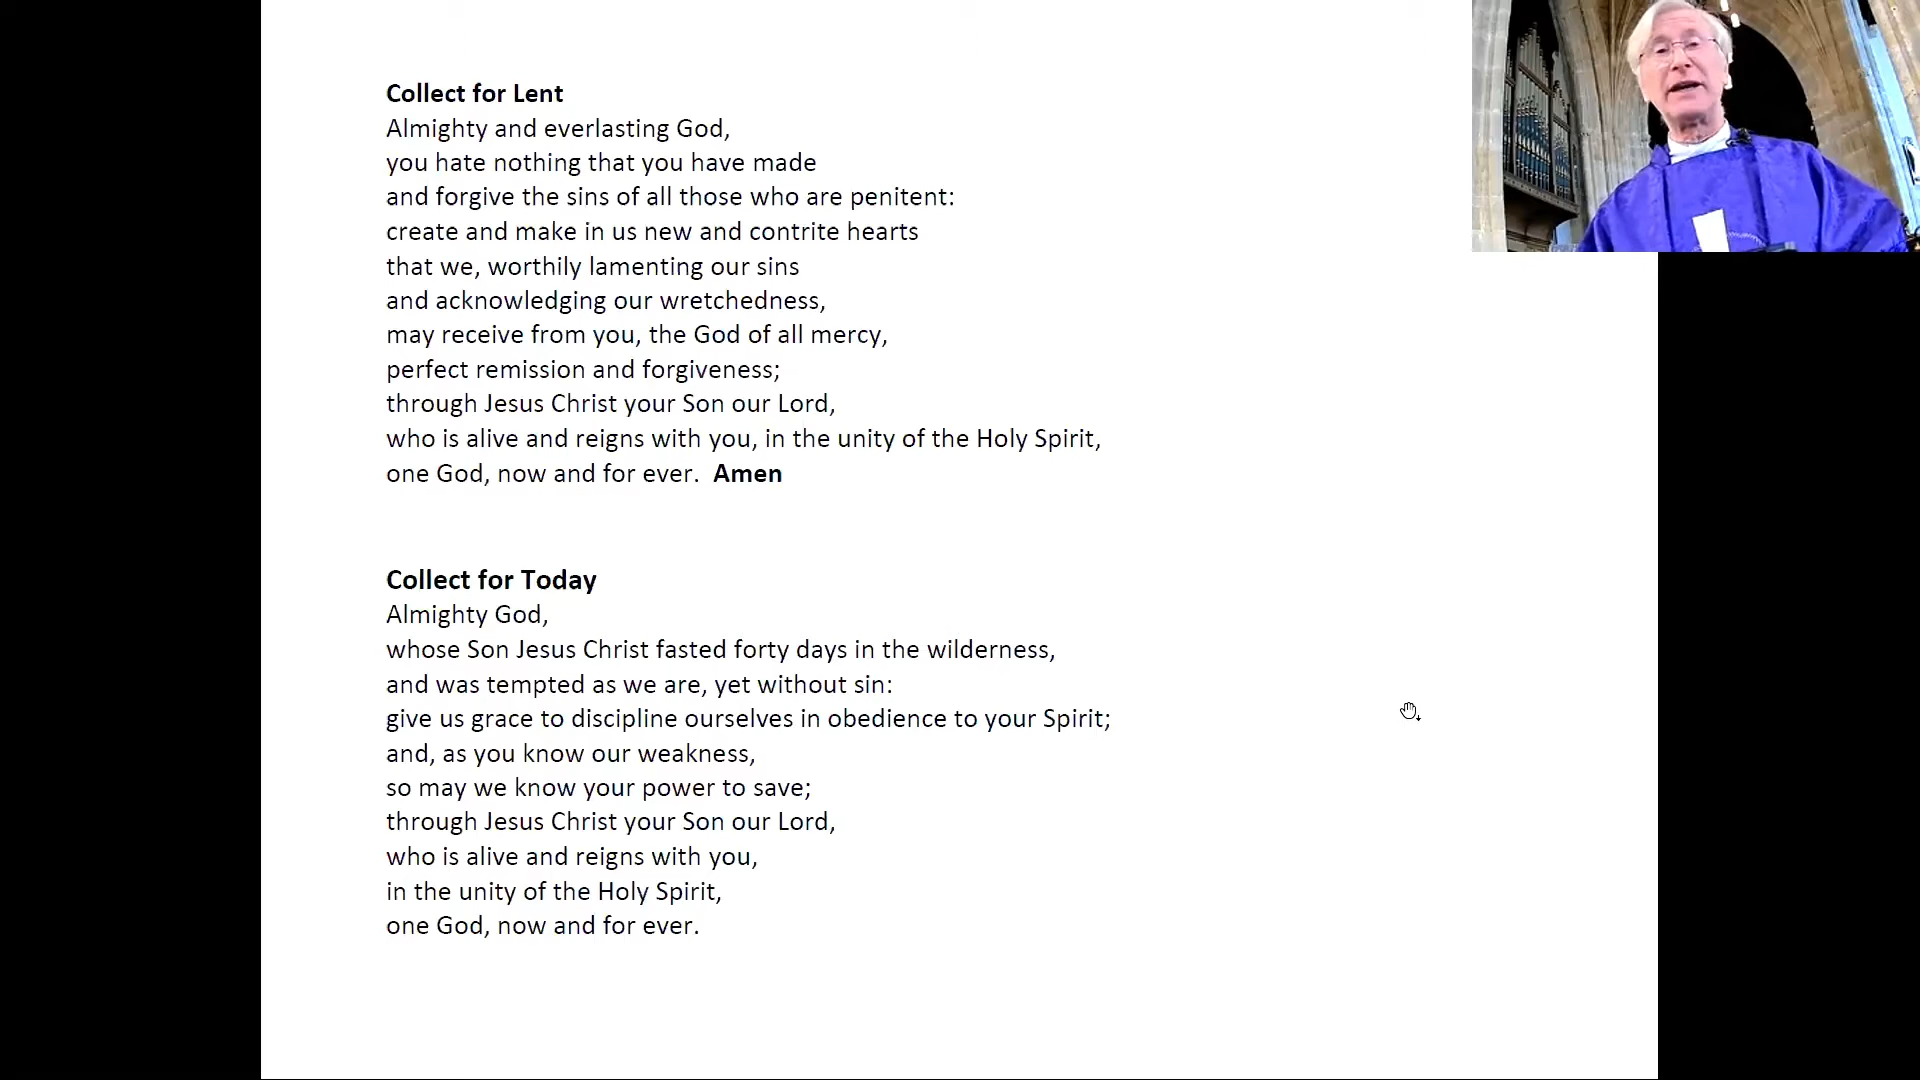 Collect for Lent
Almighty and everlasting God,
you hate nothing that you have made
and forgive the sins of all those who are penitent:
create and make in us new and contrite hearts
that we, worthily lamenting our sins
and acknowledging our wretchedness,
may receive from you, the God of all mercy,
perfect remission and forgiveness;
through Jesus Christ your Son our Lord,
who is alive and reigns with you, in the unity of the Holy Spirit,
one God, now and for ever.  Amen
Collect for Today
Almighty God,
whose Son Jesus Christ fasted forty days in the wilderness,
and was tempted as we are, yet without sin:
give us grace to discipline ourselves in obedience to your Spirit;
and, as you know our weakness,
so may we know your power to save;
through Jesus Christ your Son our Lord,
who is alive and reigns with you,
in the unity of the Holy Spirit,
one God, now and for ever.